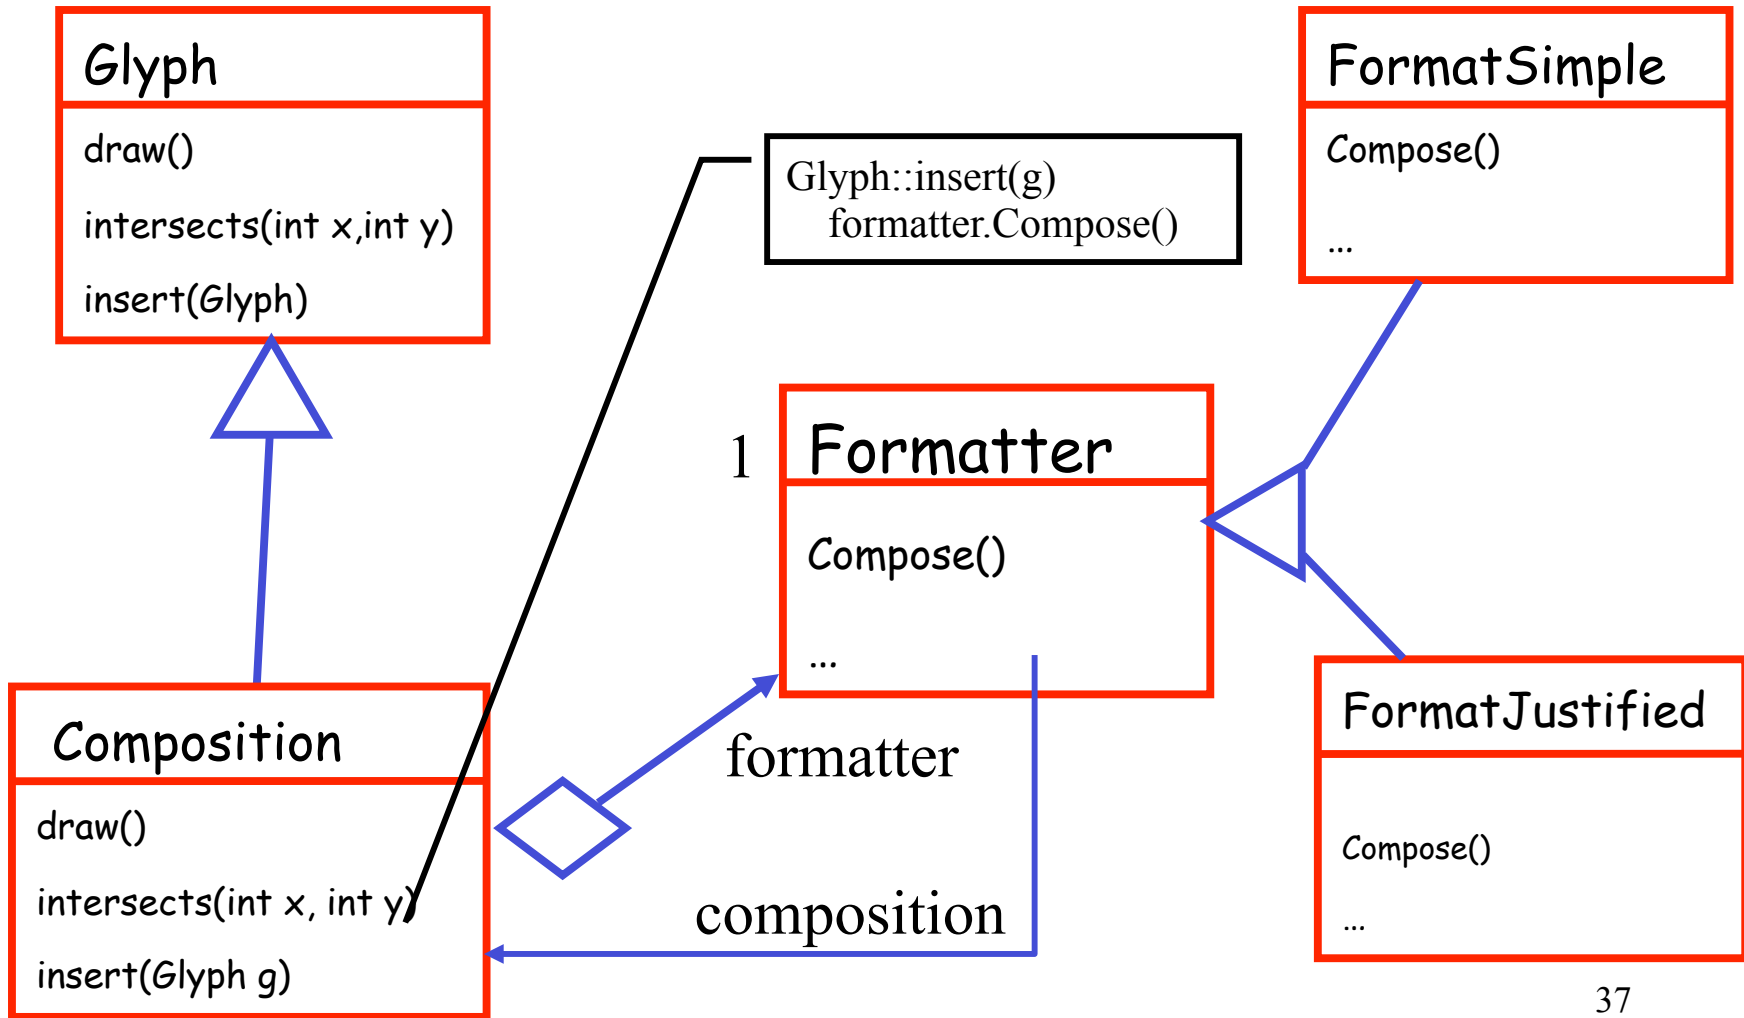 Glyph
draw()
intersects(int x,int y)
insert(Glyph)
Glyph::insert(g)
formatter.Compose()
FormatSimple
Compose()
...
1
Formatter
Compose()
...
formatter
composition
Composition
draw()
intersects(int x, int y)
insert(Glyph g)
FormatJustified
Compose()
...
37